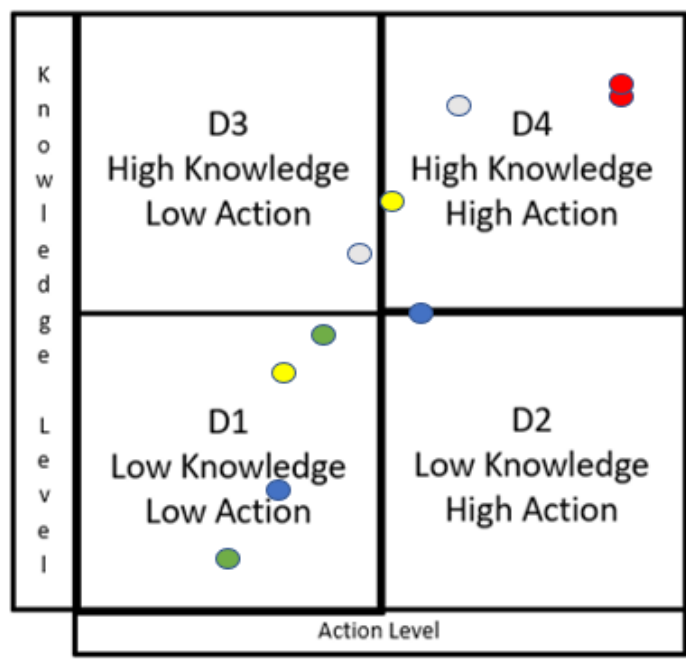 Knowledge Level
D3
High Knowledge
Low Action
D4
High Knowledge
High Action
D1
Low Knowledge
Low Action
D2
Low Knowledge
High Action
Action Level